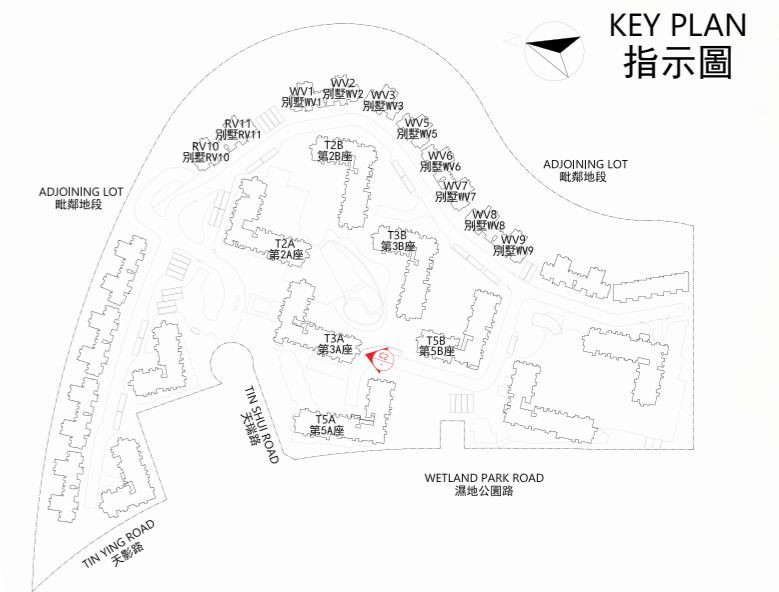 KEY PLAN
指示圖
N
WV1
別墅WV1
WV2
別墅WV2
WV3
別墅WV3
RV11
別墅RV11
RV10
別墅RV10
WV5
別墅WV5
T2B
第2B座
WV6
別墅WV6
ADJOINING LOT
毗鄰地段
WV7
別墅WV7
ADJOINING LOT
毗鄰地段
WV8
別墅WV8
T3B
第3B座
WV9
別墅WV9
T2A
第2A座
T3A
第3A座
T5B
第5B座
T5A
第5A座
TIN SHUI ROAD
天瑞路
WETLAND PARK ROAD
濕地公園路
TIN YING ROAD
天影路